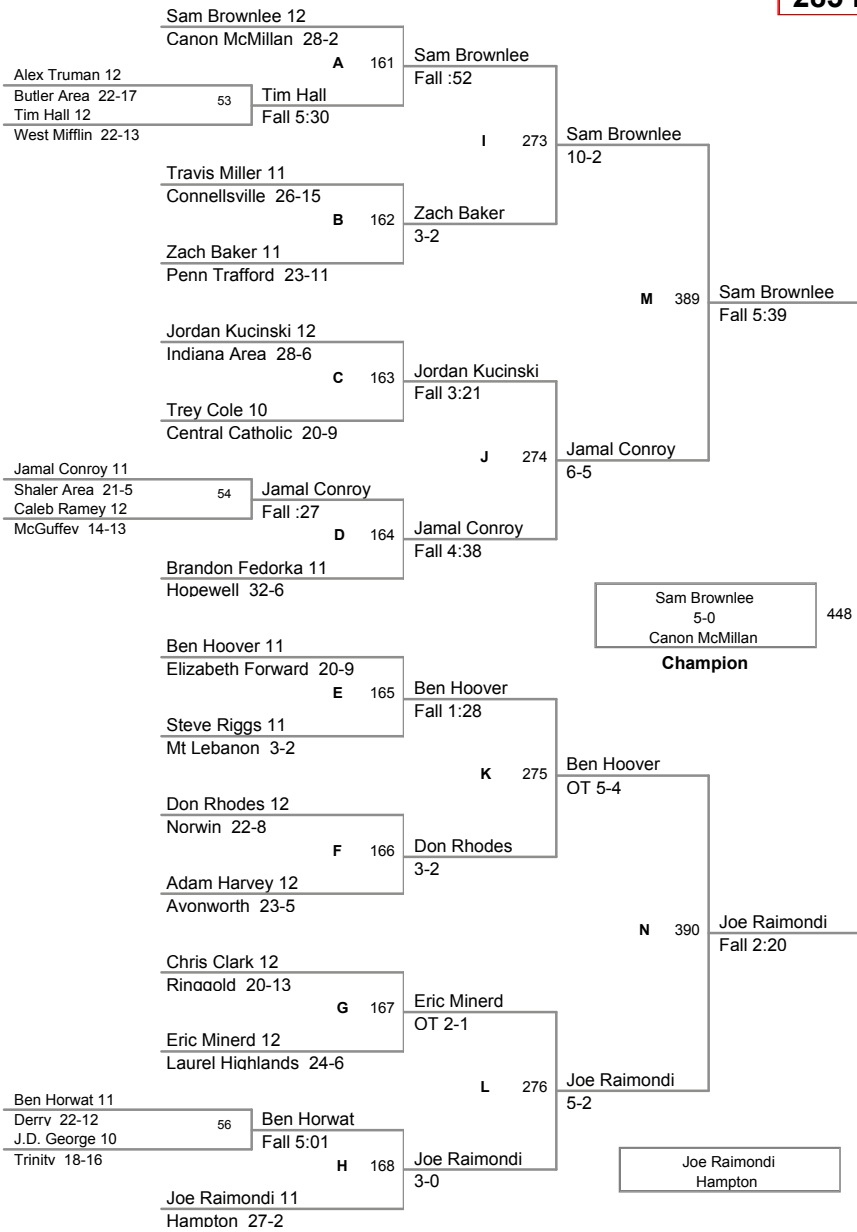 285
Sam Brownlee 12
Canon McMillan 28-2
A 161
Sam Brownlee
Fall :52
Alex Truman 12
Butler Area 22-17
53
Tim Hall 12
West Mifflin 22-13
Tim Hall
Fall 5:30
I 273
Sam Brownlee
10-2
Travis Miller 11
Connellsville 26-15
B 162
Zach Baker
3-2
Zach Baker 11
Penn Trafford 23-11
M 389
Sam Brownlee
Fall 5:39
Jordan Kucinski 12
Indiana Area 28-6
C 163
Jordan Kucinski
Fall 3:21
Trey Cole 10
Central Catholic 20-9
J 274
Jamal Conroy
6-5
Jamal Conroy 11
Shaler Area 21-5
54
Caleb Ramey 12
McGuffey 14-13
Jamal Conroy
Fall :27
D 164
Jamal Conroy
Fall 4:38
Brandon Fedorka 11
Hopewell 32-6
Sam Brownlee
5-0
Canon McMillan
448
Champion
Ben Hoover 11
Elizabeth Forward 20-9
E 165
Ben Hoover
Fall 1:28
Steve Riggs 11
Mt Lebanon 3-2
K 275
Ben Hoover
OT 5-4
Don Rhodes 12
Norwin 22-8
F 166
Don Rhodes
3-2
Adam Harvey 12
Avonworth 23-5
N 390
Joe Raimondi
Fall 2:20
Chris Clark 12
Ringgold 20-13
G 167
Eric Minerd
OT 2-1
Eric Minerd 12
Laurel Highlands 24-6
L 276
Joe Raimondi
5-2
Ben Horwat 11
Derry 22-12
56
J.D. George 10
Trinity 18-16
Ben Horwat
Fall 5:01
H 168
Joe Raimondi
3-0
Joe Raimondi 11
Hampton 27-2
Joe Raimondi
Hampton